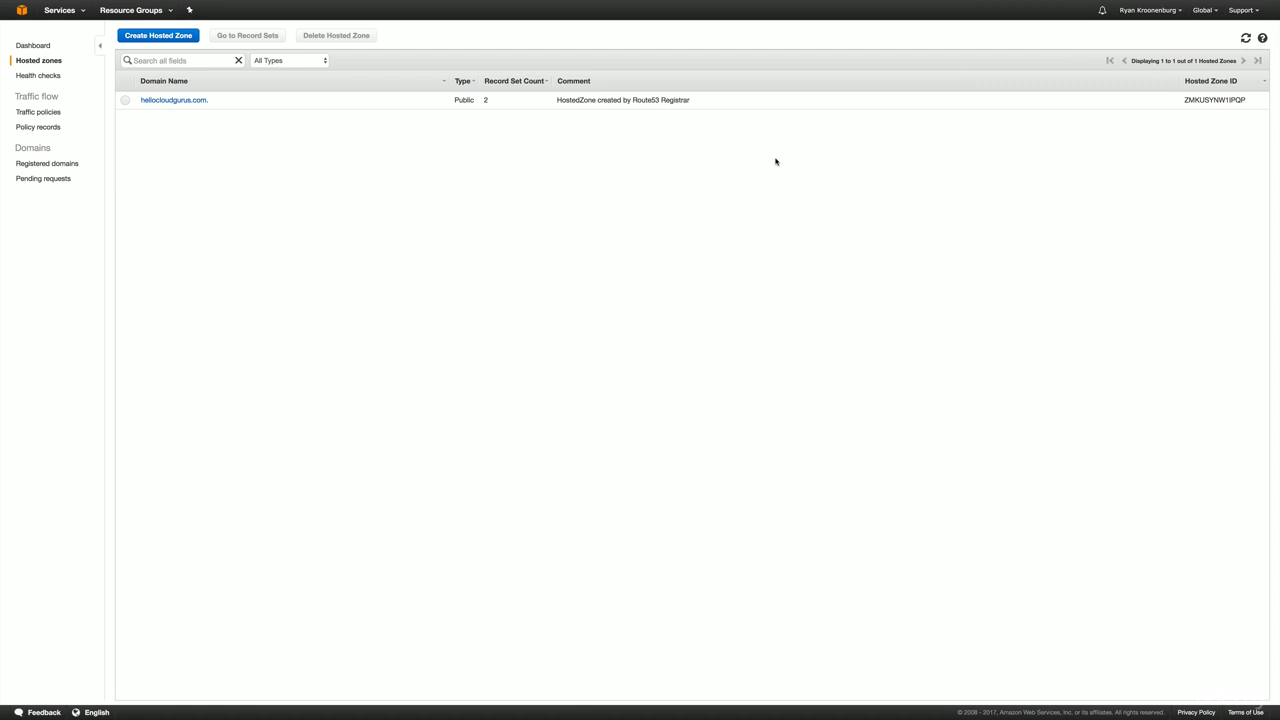 Services Resource Groups Ryan Kroonenburg Global Support
Create Hosted Zone Go to Record Sets Delete Hosted Zone
Dashboard
Hosted zones
Health checks
Traffic flow
Traffic policies
Policy records
Domains
Registered domains
Pending requests
Search all fields All Types Displaying 1 to 1 out of 1 Hosted Zones
Domain Name Type Record Set Count Comment Hosted Zone ID
hellocloudgurus.com. Public 2 HostedZone created by Route53 Registrar ZMKUSYNW1IPQP
Feedback English © 2008 - 2017, Amazon Web Services, Inc. or its affiliates. All rights reserved. Privacy Policy Terms of Use